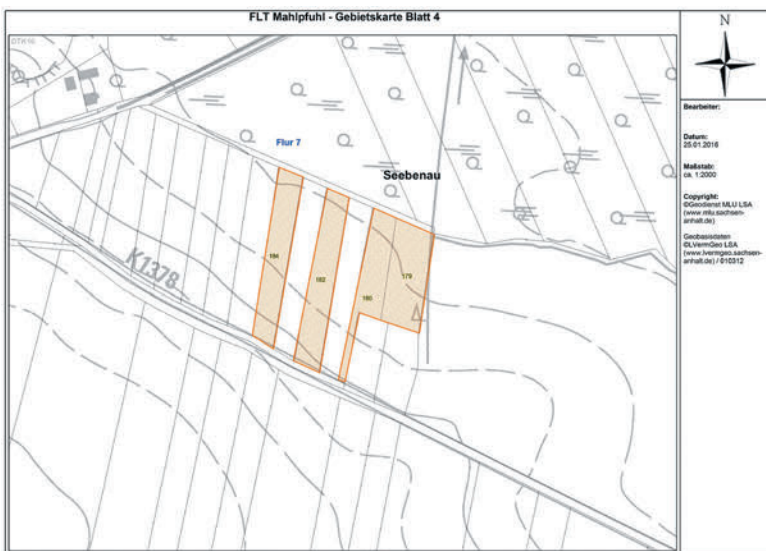 FLT Mahlpfuhl - Gebietskarte Blatt 4
DTK10
N
Bearbeiter:
Datum:
25.01.2016
Maßstab:
ca. 1:2000
Copyright:
©Geodienst MLU LSA
(www.mlu.sachsen-
anhalt.de)
Geobasisdaten
©LVermGeo LSA
(www.lvermgeo.sachsen-
anhalt.de) / 010312
Flur 7
Seebenau
184
182
180
179
K1378